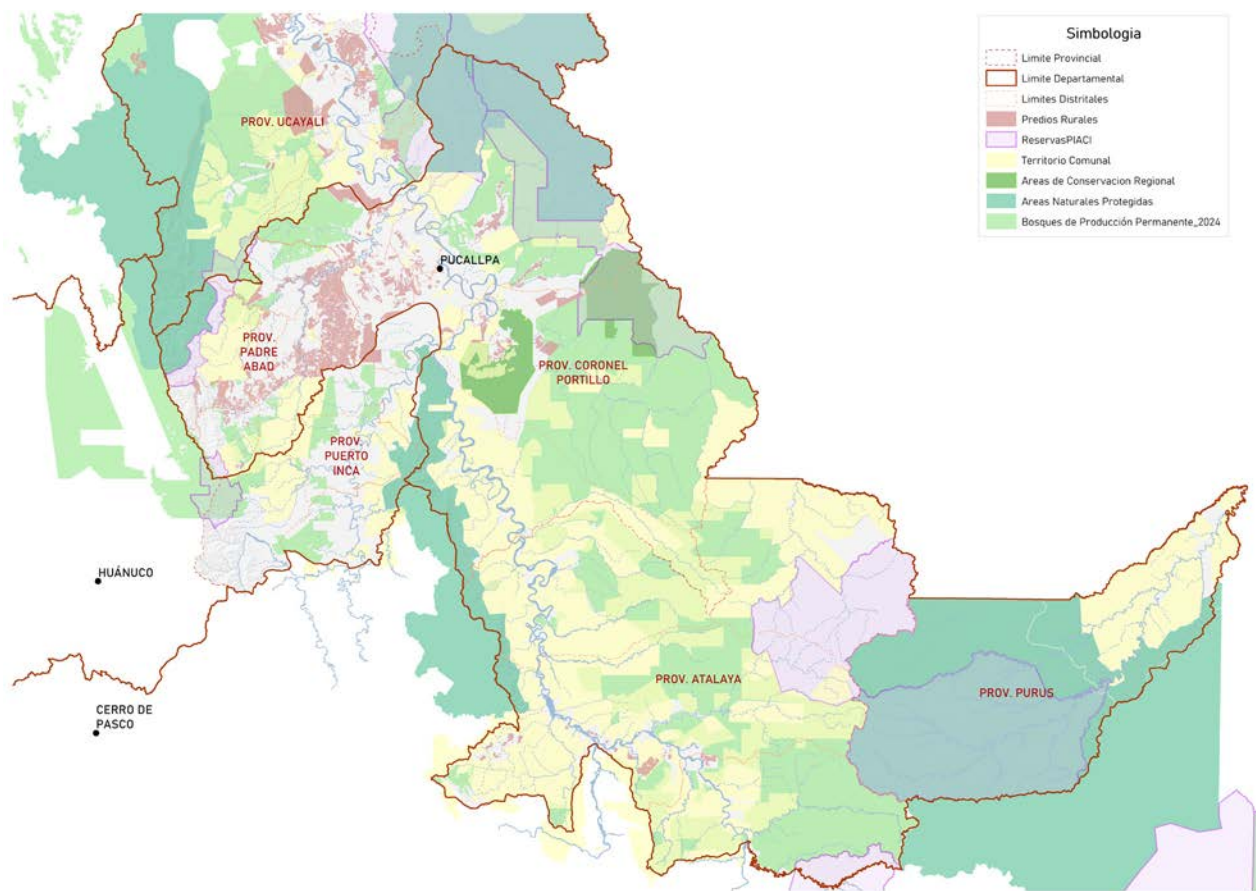 Simbologia
Limite Provincial
Limite Departamental
Limites Distritales
Predios Rurales
ReservasPIACI
Territorio Comunal
Areas de Conservacion Regional
Areas Naturales Protegidas
Bosques de Producción Permanente_2024
PROV. UCAYALI
PUCALLPA
PROV.
PADRE
ABAD
PROV. CORONEL
PORTILLO
PROV.
PUERTO
INCA
HUÁNUCO
PROV. ATALAYA
PROV. PURUS
CERRO DE
PASCO